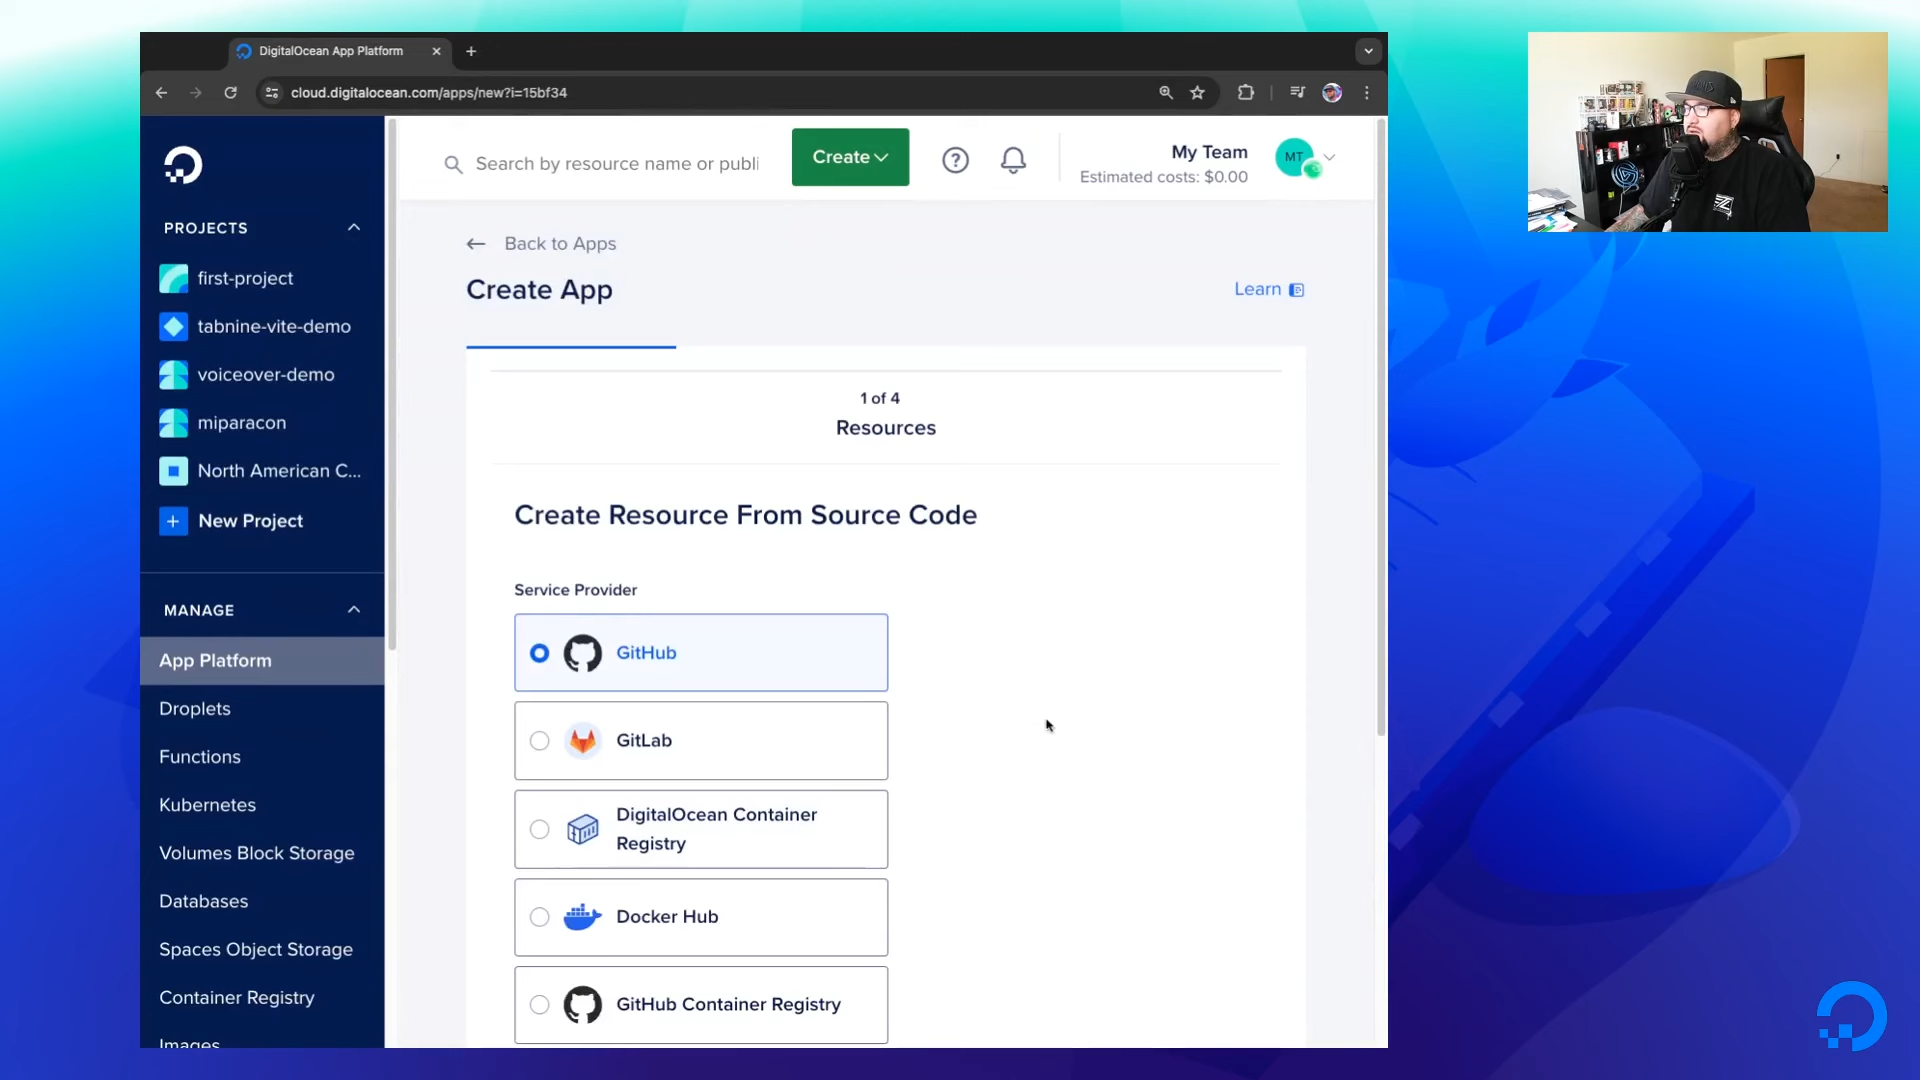 DigitalOcean App Platform
cloud.digitalocean.com/apps/new?i=15bf34
PROJECTS
first-project
tabnine-vite-demo
voiceover-demo
miparacon
North American C...
New Project
MANAGE
App Platform
Droplets
Functions
Kubernetes
Volumes Block Storage
Databases
Spaces Object Storage
Container Registry
Images
Search by resource name or publi
Create
My Team
Estimated costs: $0.00
MT
Back to Apps
Create App
Learn
1 of 4
Resources
Create Resource From Source Code
Service Provider
GitHub
GitLab
DigitalOcean Container
Registry
Docker Hub
GitHub Container Registry